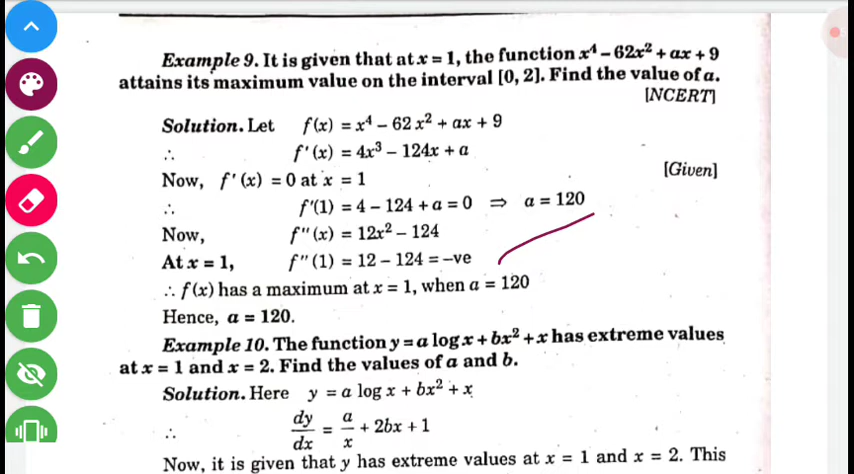 Example 9. It is given that at x = 1, the function x⁴ – 62x² + ax + 9
attains its maximum value on the interval [0, 2]. Find the value of a.
[NCERT]
Solution. Let f(x) = x⁴ – 62 x² + ax + 9
∴ f'(x) = 4x³ – 124x + a
Now, f'(x) = 0 at x = 1 [Given]
∴ f'(1) = 4 – 124 + a = 0 ⇒ a = 120
Now, f"(x) = 12x² – 124
At x = 1, f"(1) = 12 – 124 = –ve
∴ f(x) has a maximum at x = 1, when a = 120
Hence, a = 120.
Example 10. The function y = a log x + bx² + x has extreme values
at x = 1 and x = 2. Find the values of a and b.
Solution. Here y = a log x + bx² + x
∴ dy/dx = a/x + 2bx + 1
Now, it is given that y has extreme values at x = 1 and x = 2. This